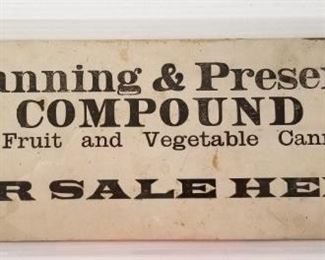 anning & Preser
COMPOUND
Fruit and Vegetable Cann
R SALE HE